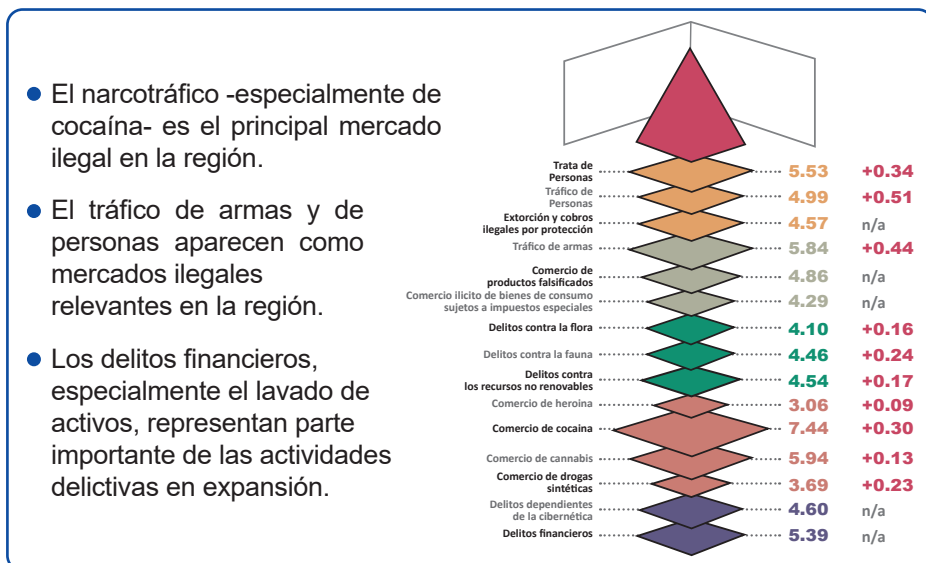 ● El narcotráfico -especialmente de
cocaína- es el principal mercado
ilegal en la región.
● El tráfico de armas y de
personas aparecen como
mercados ilegales
relevantes en la región.
● Los delitos financieros,
especialmente el lavado de
activos, representan parte
importante de las actividades
delictivas en expansión.
Trata de
Personas 5.53 +0.34
Tráfico de
Personas 4.99 +0.51
Extorción y cobros
ilegales por protección 4.57 n/a
Tráfico de armas 5.84 +0.44
Comercio de
productos falsificados 4.86 n/a
Comercio ilicito de bienes de consumo
sujetos a impuestos especiales 4.29 n/a
Delitos contra la flora 4.10 +0.16
Delitos contra la fauna 4.46 +0.24
Delitos contra
los recursos no renovables 4.54 +0.17
Comercio de heroina 3.06 +0.09
Comercio de cocaina 7.44 +0.30
Comercio de cannabis 5.94 +0.13
Comercio de drogas
sintéticas 3.69 +0.23
Delitos dependientes
de la cibernética 4.60 n/a
Delitos financieros 5.39 n/a